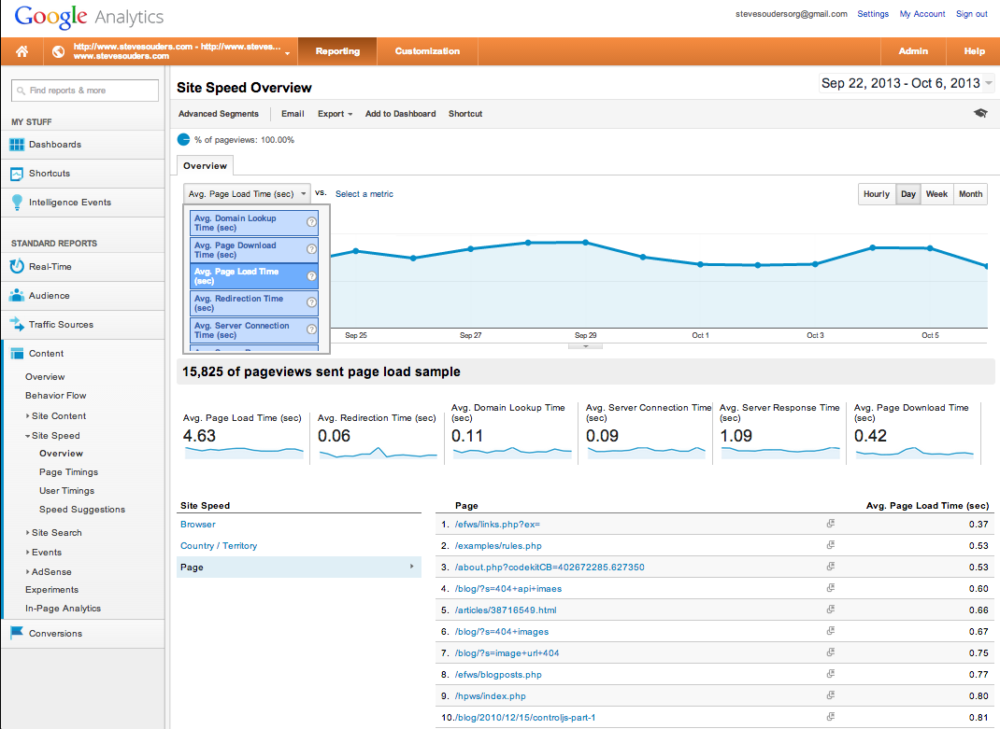 Google Analytics
stevesoudersorg@gmail.com Settings My Account Sign out
http://www.stevesouders.com - http://www.steves...
www.stevesouders.com
Reporting Customization Admin Help
Find reports & more
MY STUFF
Dashboards
Shortcuts
Intelligence Events
STANDARD REPORTS
Real-Time
Audience
Traffic Sources
Content
Overview
Behavior Flow
Site Content
Site Speed
Overview
Page Timings
User Timings
Speed Suggestions
Site Search
Events
AdSense
Experiments
In-Page Analytics
Conversions
Site Speed Overview
Sep 22, 2013 - Oct 6, 2013
Advanced Segments Email Export Add to Dashboard Shortcut
% of pageviews: 100.00%
Overview
Avg. Page Load Time (sec) vs. Select a metric
Hourly Day Week Month
Avg. Domain Lookup
Time (sec) ?
Avg. Page Download
Time (sec) ?
Avg. Page Load Time
(sec) ?
Avg. Redirection Time
(sec) ?
Avg. Server Connection
Time (sec) ?
Sep 25 Sep 27 Sep 29 Oct 1 Oct 3 Oct 5
15,825 of pageviews sent page load sample
Avg. Page Load Time (sec)
4.63
Avg. Redirection Time (sec)
0.06
Avg. Domain Lookup Time
(sec)
0.11
Avg. Server Connection Time
(sec)
0.09
Avg. Server Response Time
(sec)
1.09
Avg. Page Download Time
(sec)
0.42
Site Speed
Browser
Country / Territory
Page
Page Avg. Page Load Time (sec)
1. /efws/links.php?ex= 0.37
2. /examples/rules.php 0.53
3. /about.php?codekitCB=402672285.627350 0.53
4. /blog/?s=404+api+imaes 0.60
5. /articles/38716549.html 0.66
6. /blog/?s=404+images 0.67
7. /blog/?s=image+url+404 0.75
8. /efws/blogposts.php 0.77
9. /hpws/index.php 0.80
10. /blog/2010/12/15/controljs-part-1 0.81